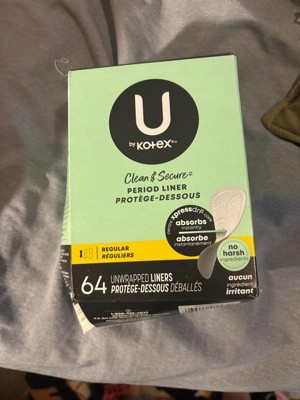 U
by Kotex
Clean & Secure
PERIOD LINER
PROTÈGE-DESSOUS
xpressDRI
absorbs
instantly
absorbe
instantanément
REGULAR
RÉGULIERS
no
harsh
ingredients
aucun
ingrédient
irritant
64 UNWRAPPED LINERS
PROTÈGE-DESSOUS DÉBALLÉS